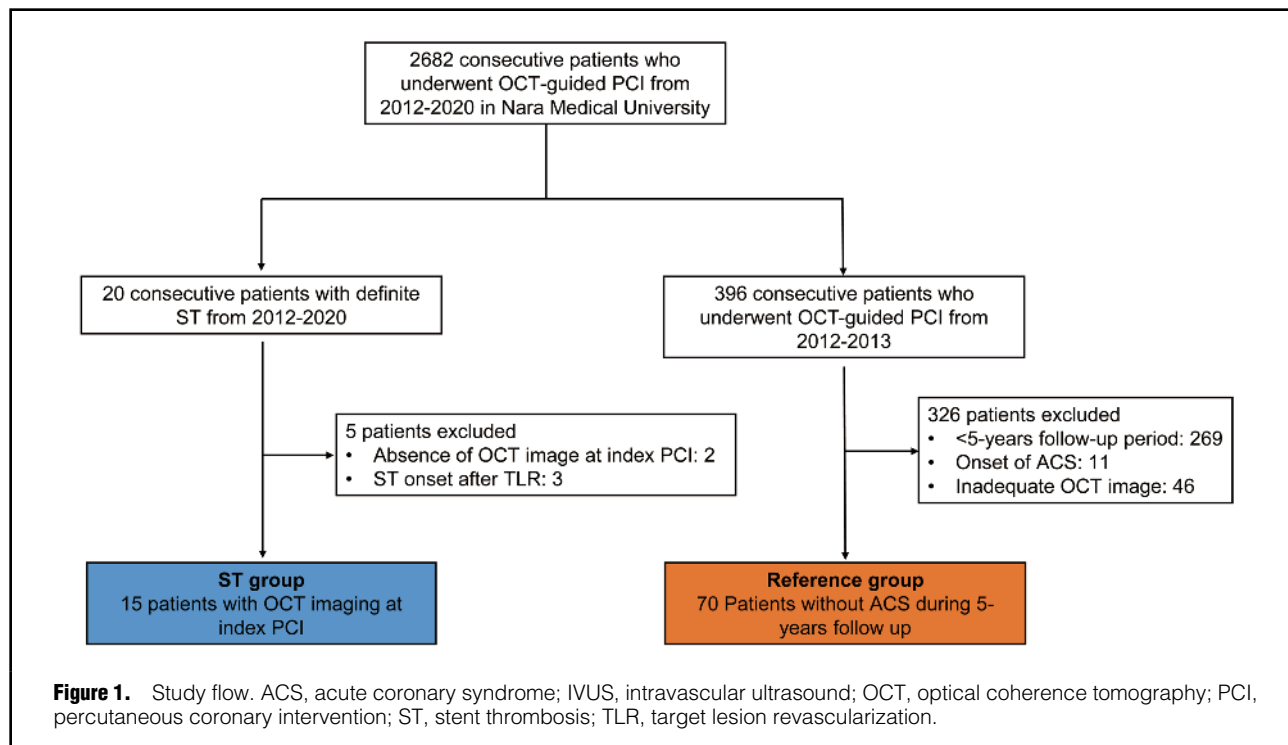 2682 consecutive patients who
underwent OCT-guided PCI from
2012-2020 in Nara Medical University
20 consecutive patients with definite
ST from 2012-2020
396 consecutive patients who
underwent OCT-guided PCI from
2012-2013
5 patients excluded
• Absence of OCT image at index PCI: 2
• ST onset after TLR: 3
326 patients excluded
• <5-years follow-up period: 269
• Onset of ACS: 11
• Inadequate OCT image: 46
ST group
15 patients with OCT imaging at
index PCI
Reference group
70 Patients without ACS during 5-
years follow up
Figure 1. Study flow. ACS, acute coronary syndrome; IVUS, intravascular ultrasound; OCT, optical coherence tomography; PCI,
percutaneous coronary intervention; ST, stent thrombosis; TLR, target lesion revascularization.